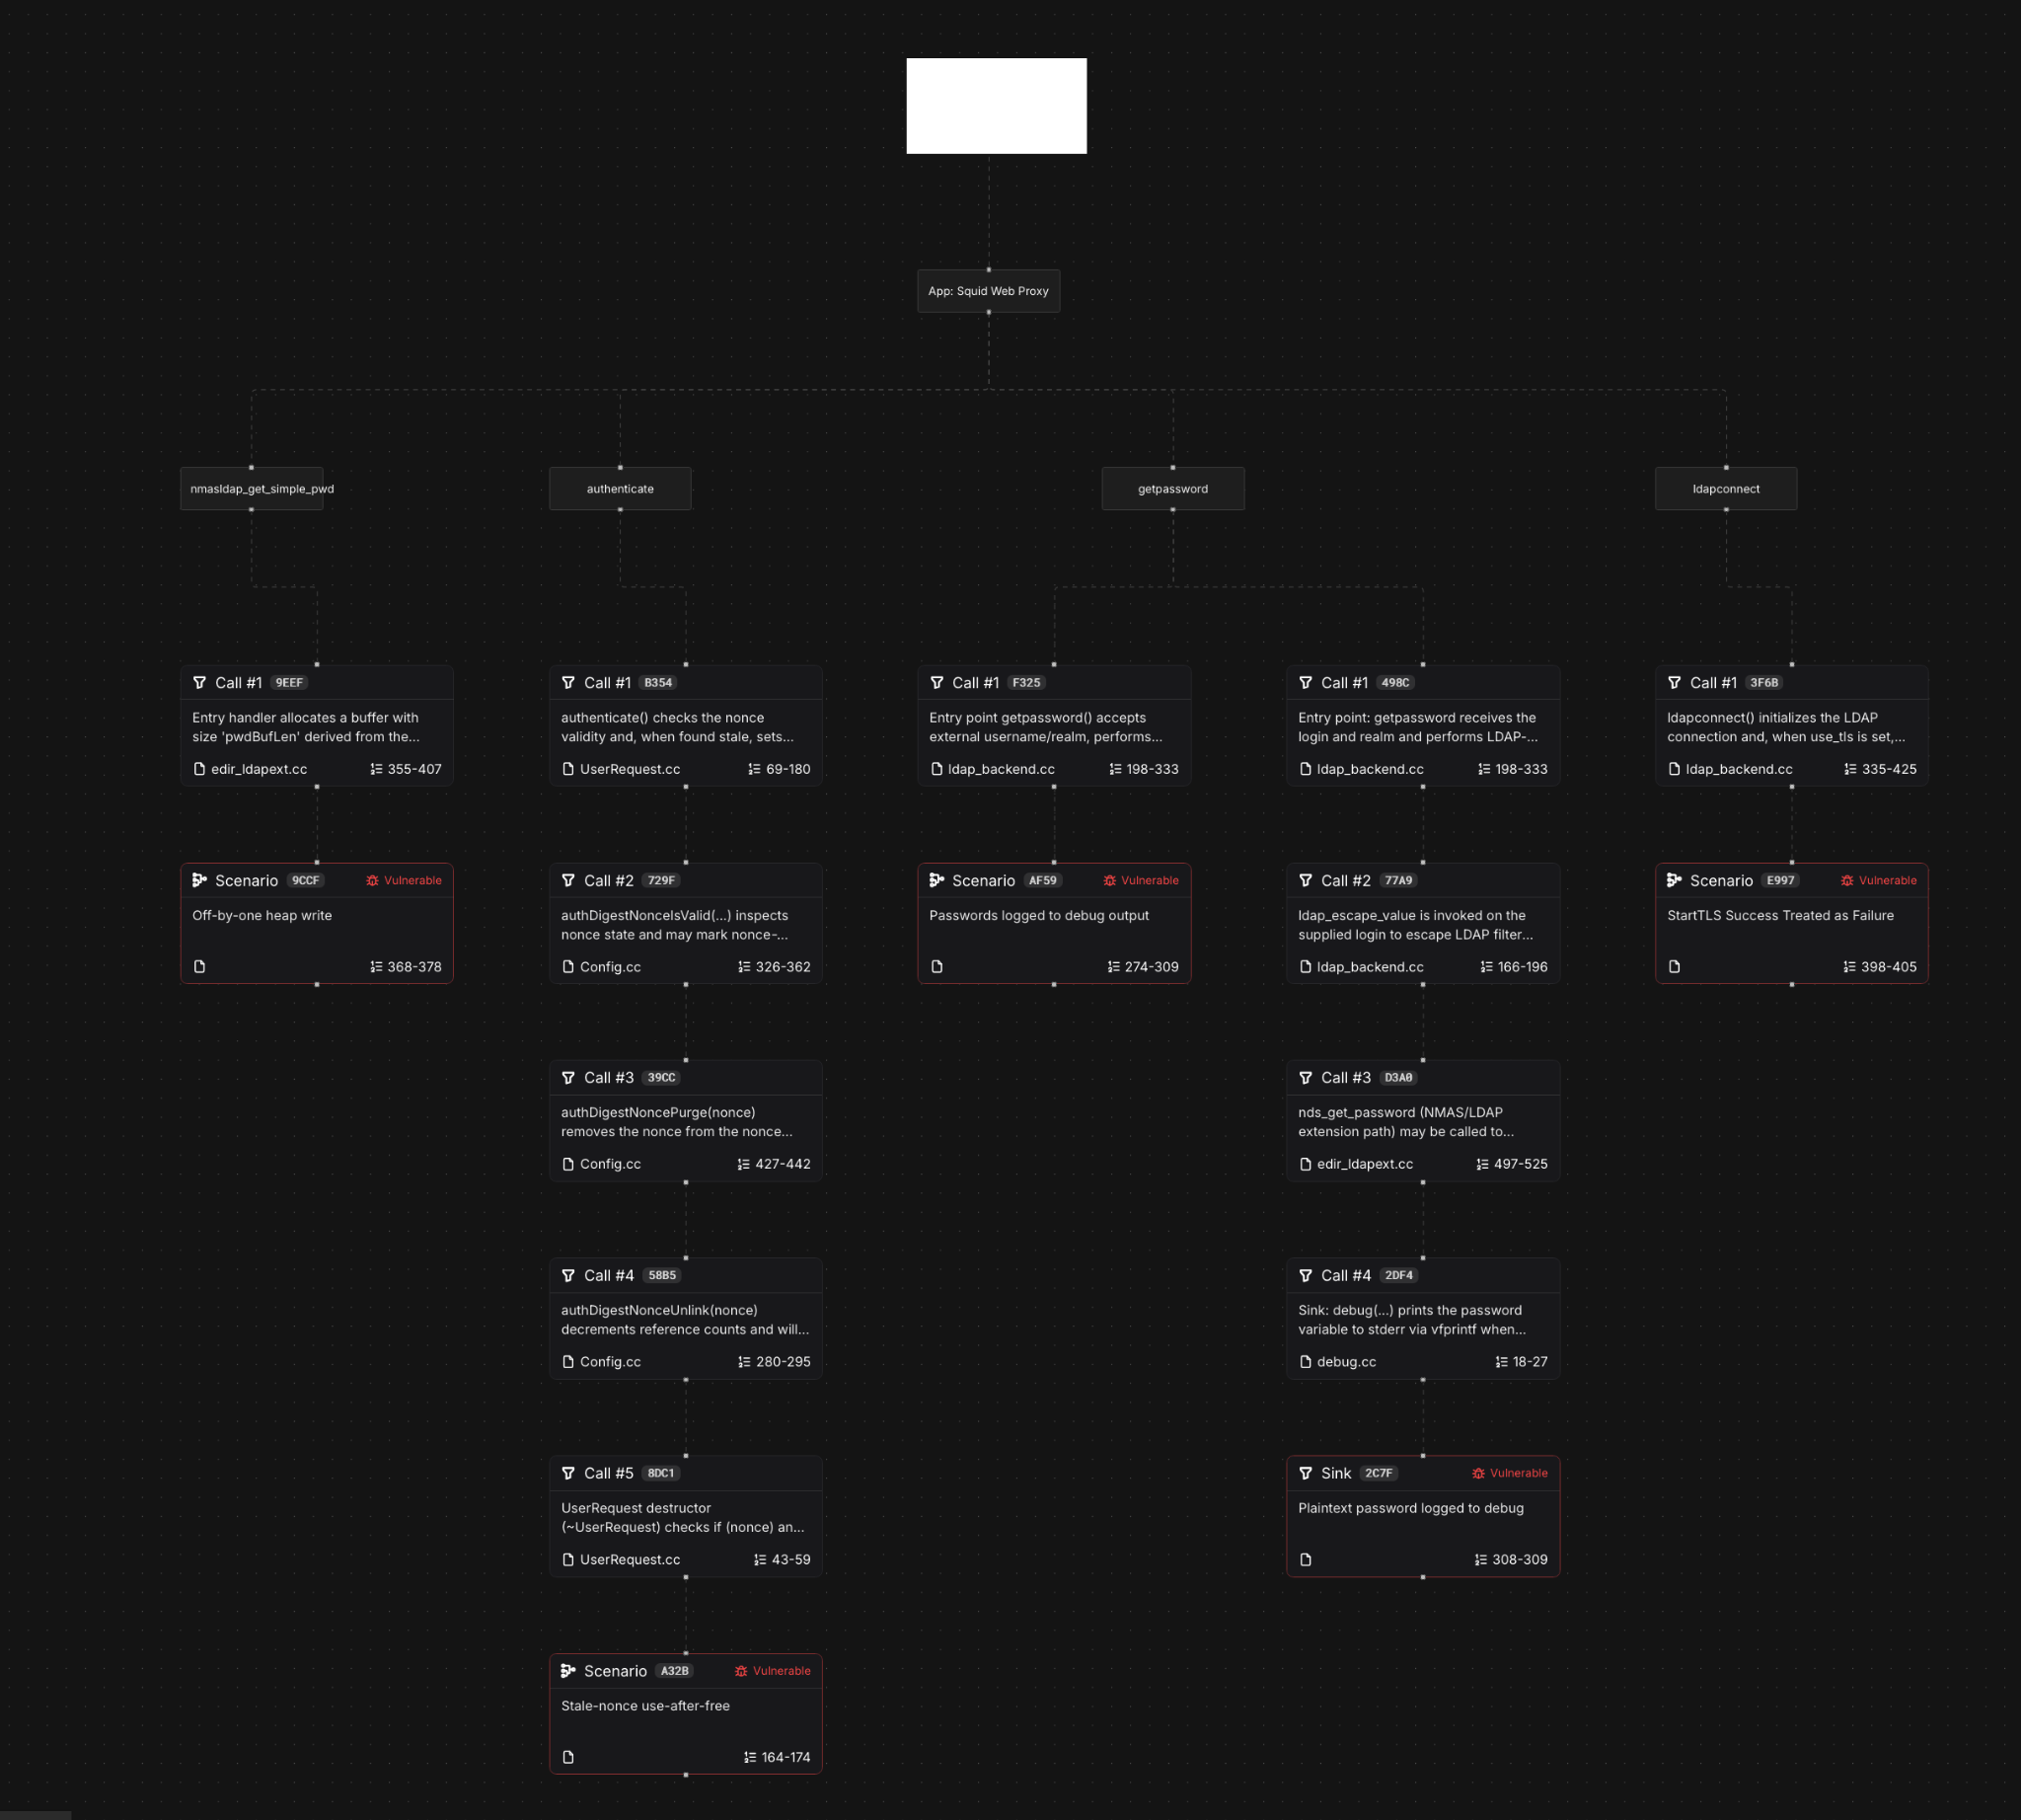 App: Squid Web Proxy
nmasldap_get_simple_pwd
authenticate
getpassword
ldapconnect
Call #1 9EEF
Entry handler allocates a buffer with
size 'pwdBufLen' derived from the...
edir_ldapext.cc 355-407
Call #1 B354
authenticate() checks the nonce
validity and, when found stale, sets...
UserRequest.cc 69-180
Call #1 F325
Entry point getpassword() accepts
external username/realm, performs...
ldap_backend.cc 198-333
Call #1 498C
Entry point: getpassword receives the
login and realm and performs LDAP-...
ldap_backend.cc 198-333
Call #1 3F6B
ldapconnect() initializes the LDAP
connection and, when use_tls is set,...
ldap_backend.cc 335-425
Scenario 9CCF Vulnerable
Off-by-one heap write
368-378
Call #2 729F
authDigestNonceIsValid(...) inspects
nonce state and may mark nonce-...
Config.cc 326-362
Scenario AF59 Vulnerable
Passwords logged to debug output
274-309
Call #2 77A9
ldap_escape_value is invoked on the
supplied login to escape LDAP filter...
ldap_backend.cc 166-196
Scenario E997 Vulnerable
StartTLS Success Treated as Failure
398-405
Call #3 39CC
authDigestNoncePurge(nonce)
removes the nonce from the nonce...
Config.cc 427-442
Call #3 D3A0
nds_get_password (NMAS/LDAP
extension path) may be called to...
edir_ldapext.cc 497-525
Call #4 58B5
authDigestNonceUnlink(nonce)
decrements reference counts and will...
Config.cc 280-295
Call #4 2DF4
Sink: debug(...) prints the password
variable to stderr via vfprintf when...
debug.cc 18-27
Call #5 8DC1
UserRequest destructor
(~UserRequest) checks if (nonce) an...
UserRequest.cc 43-59
Sink 2C7F Vulnerable
Plaintext password logged to debug
308-309
Scenario A32B Vulnerable
Stale-nonce use-after-free
164-174